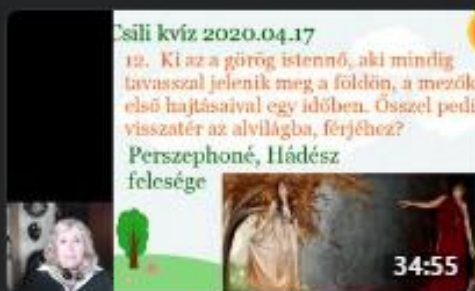 Csili kvíz 2020.04.17
12. Ki az a görög istennő, aki mindig
tavasszal jelenik meg a földön, a mezők
első hajtásaival egy időben. Ősszel pedi
visszatér az alvilágba, férjéhez?
Perszephoné, Hádész
felesége
34:55